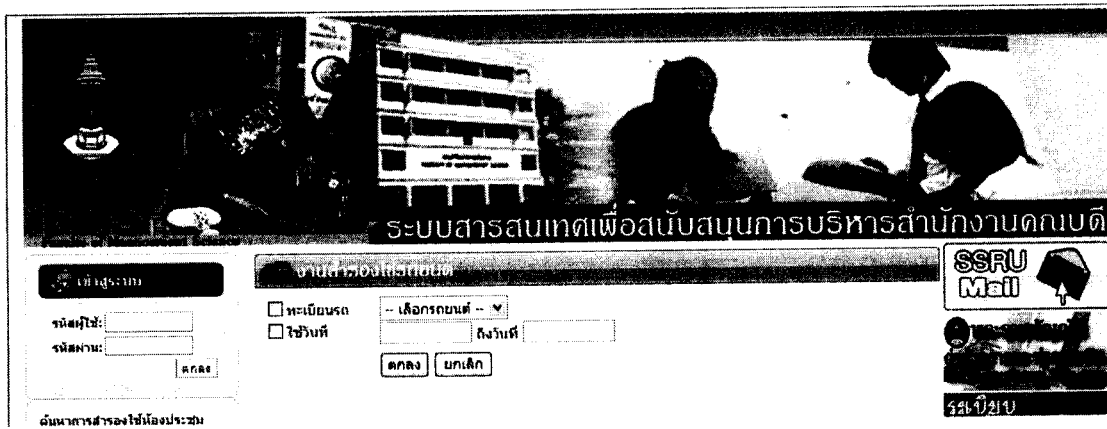 ระบบสารสนเทศเพื่อสนับสนุนการบริหารสำนักงานคณบดี
เข้าสู่ระบบ
รหัสผู้ใช้:
รหัสผ่าน:
ตกลง
ค้นหาการสำรองใช้ห้องประชุม
งานสำรองใช้รถยนต์
ทะเบียนรถ
-- เลือกรถยนต์ --
ใช้วันที่
ถึงวันที่
ตกลง
ยกเลิก
SSRU
Mail
ระเบียบ